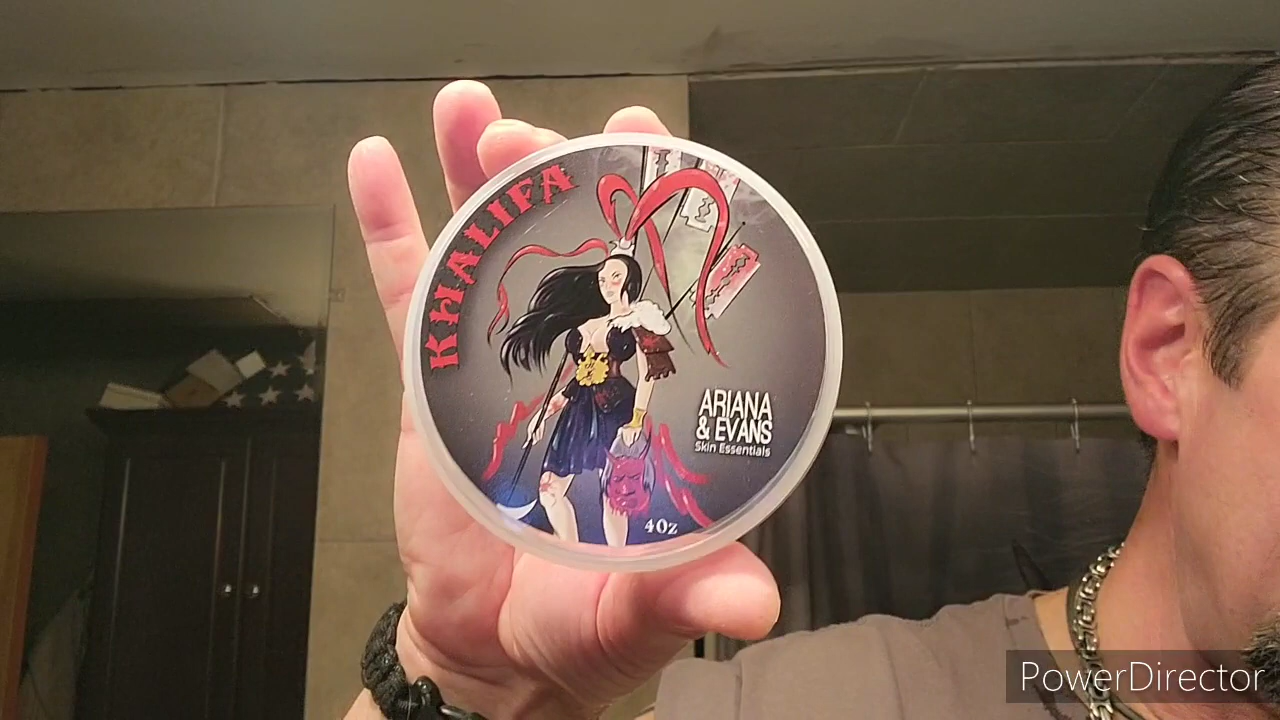 KHALIFA
ARIANA
& EVANS
Skin Essentials
4oz
PowerDirector